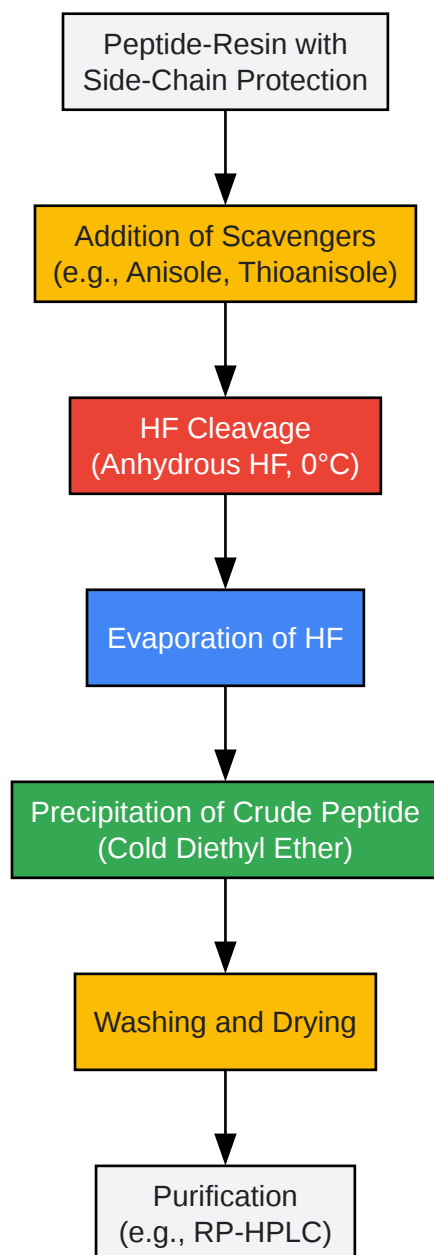 Peptide-Resin with
Side-Chain Protection
Addition of Scavengers
(e.g., Anisole, Thioanisole)
HF Cleavage
(Anhydrous HF, 0°C)
Evaporation of HF
Precipitation of Crude Peptide
(Cold Diethyl Ether)
Washing and Drying
Purification
(e.g., RP-HPLC)